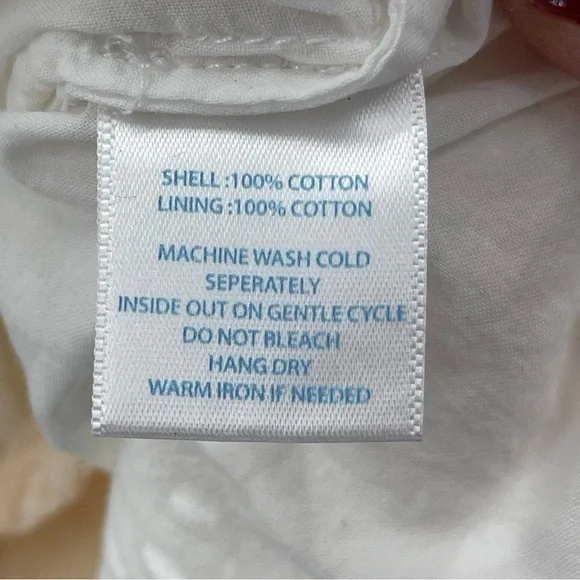 SHELL :100% COTTON
LINING :100% COTTON
MACHINE WASH COLD
SEPERATELY
INSIDE OUT ON GENTLE CYCLE
DO NOT BLEACH
HANG DRY
WARM IRON IF NEEDED